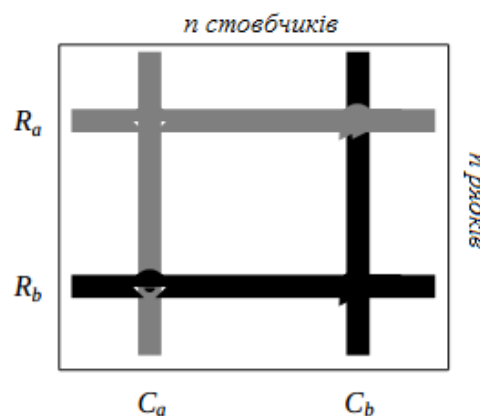 n стовбчиків
Rₐ
n рядків
R_b
Cₐ C_b